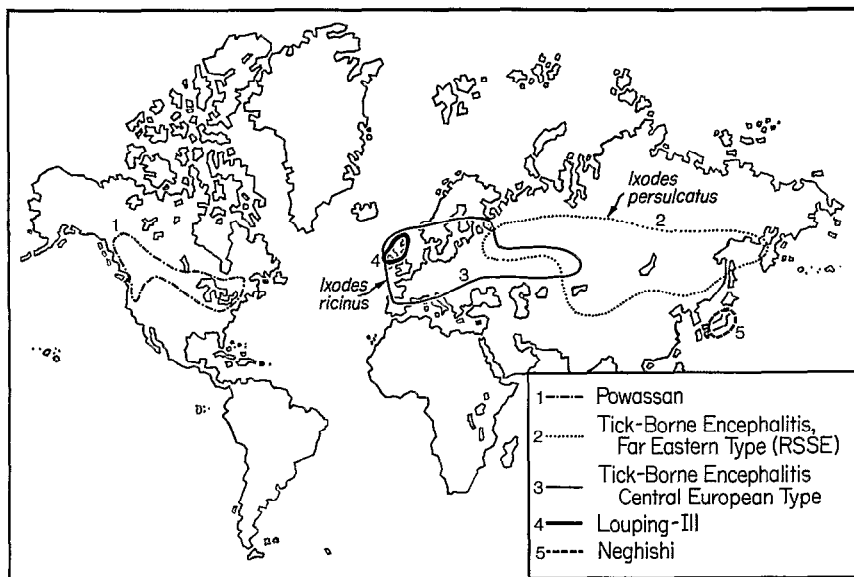 1
Ixodes
persulcatus
2
4
Ixodes
ricinus
3
5
1 Powassan
2 Tick-Borne Encephalitis,
Far Eastern Type (RSSE)
3 Tick-Borne Encephalitis
Central European Type
4 Louping-Ill
5 Neghishi